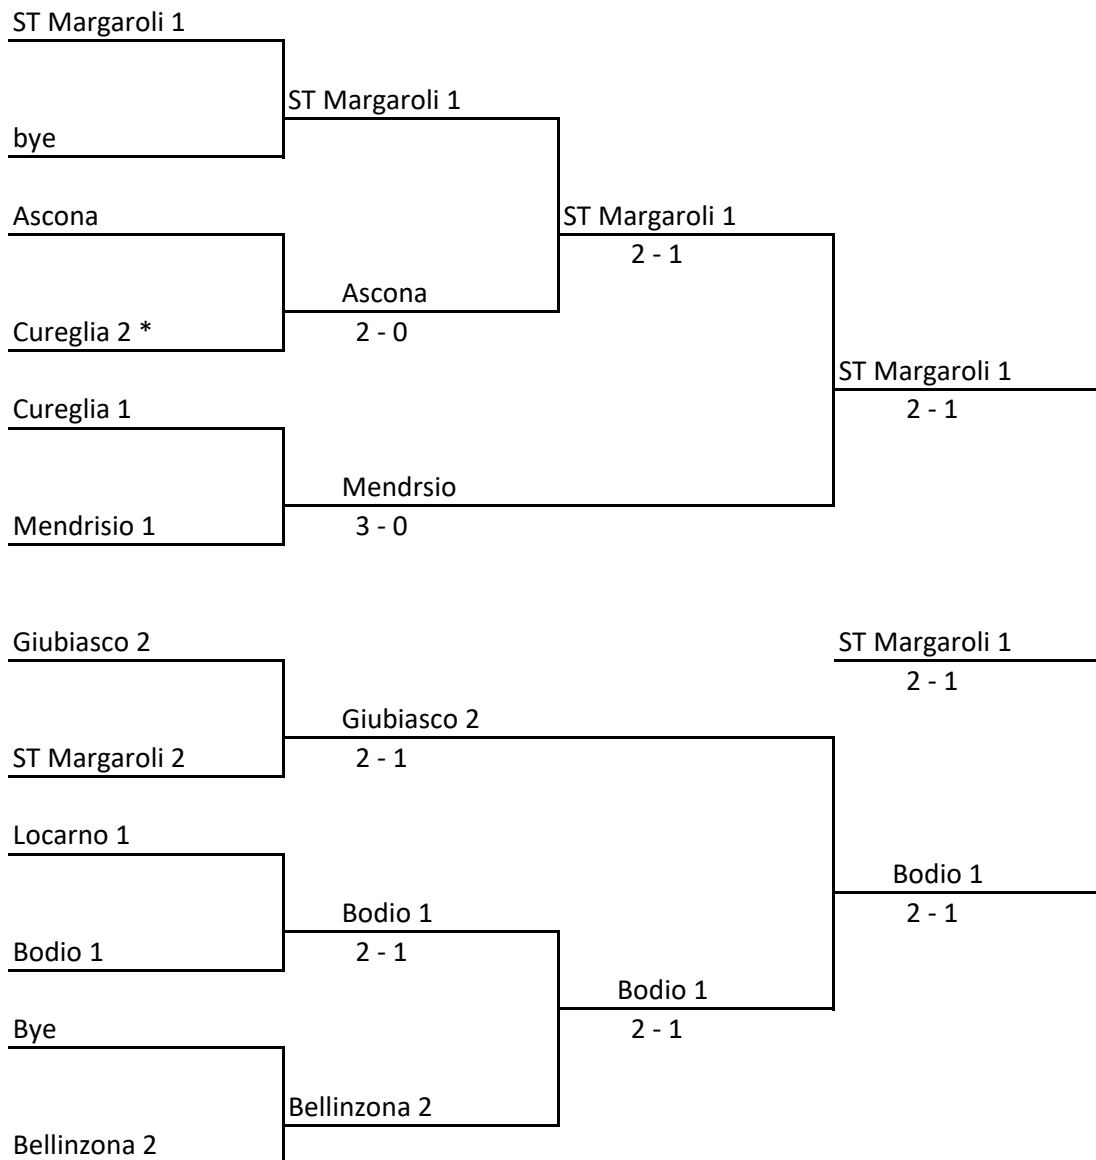 ST Margaroli 1
ST Margaroli 1
bye
Ascona
ST Margaroli 1
2 - 1
Ascona
Cureglia 2 *
2 - 0
ST Margaroli 1
Cureglia 1
2 - 1
Mendrsio
Mendrisio 1
3 - 0
Giubiasco 2
ST Margaroli 1
2 - 1
Giubiasco 2
ST Margaroli 2
2 - 1
Locarno 1
Bodio 1
Bodio 1
2 - 1
Bodio 1
2 - 1
Bodio 1
Bye
2 - 1
Bellinzona 2
Bellinzona 2